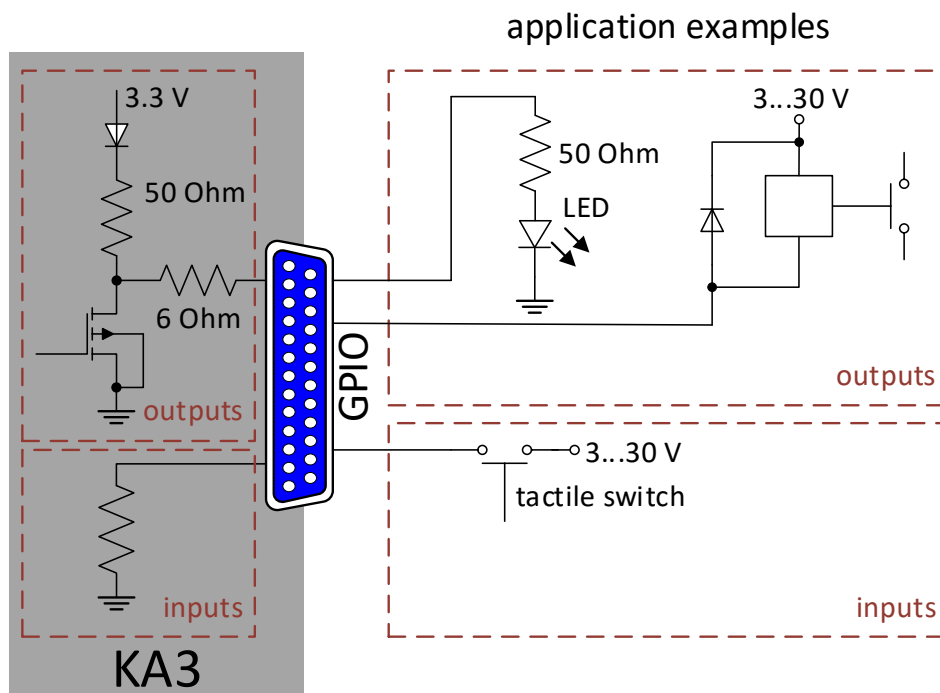 application examples
3.3 V
50 Ohm
6 Ohm
outputs
inputs
KA3
GPIO
50 Ohm
LED
3...30 V
outputs
3...30 V
tactile switch
inputs